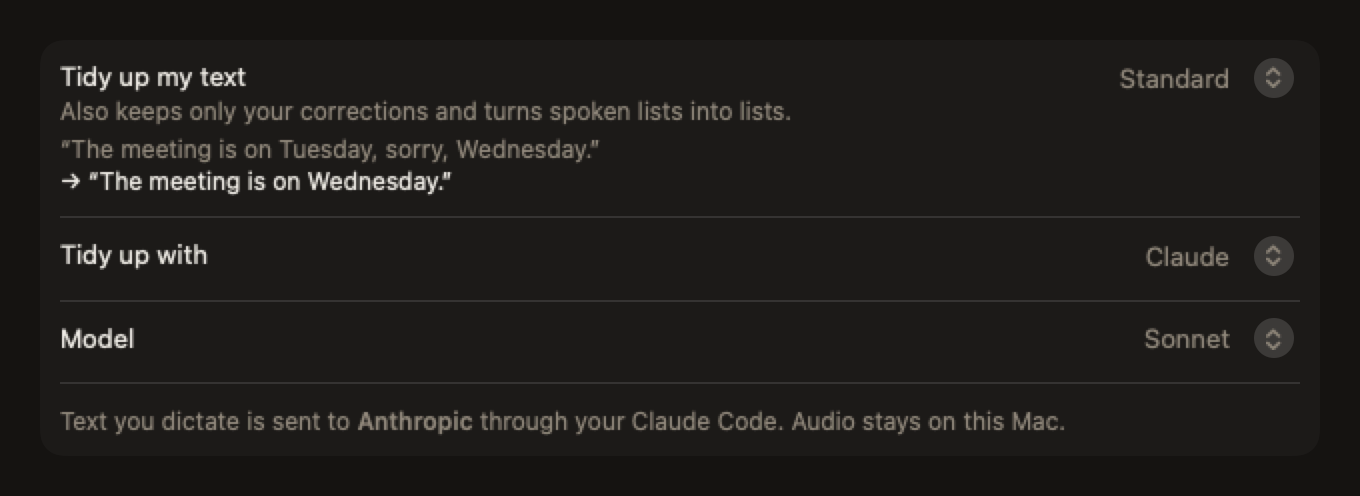 Tidy up my text
Standard
Also keeps only your corrections and turns spoken lists into lists.
“The meeting is on Tuesday, sorry, Wednesday.”
→ “The meeting is on Wednesday.”
Tidy up with
Claude
Model
Sonnet
Text you dictate is sent to Anthropic through your Claude Code. Audio stays on this Mac.